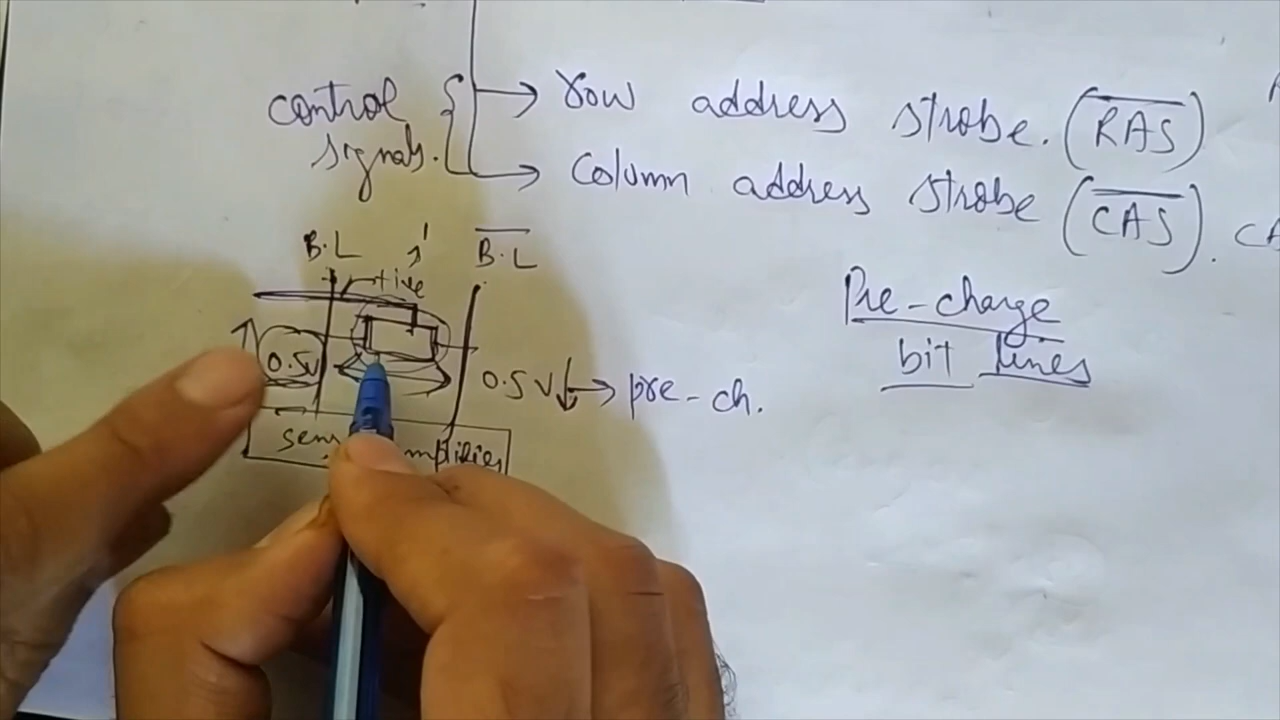 control signals.
row address strobe. (RAS)
column address strobe (CAS).
B.L
1
B.L
+ive
Pre-charge
bit lines
0.5v
0.5v → pre-ch.